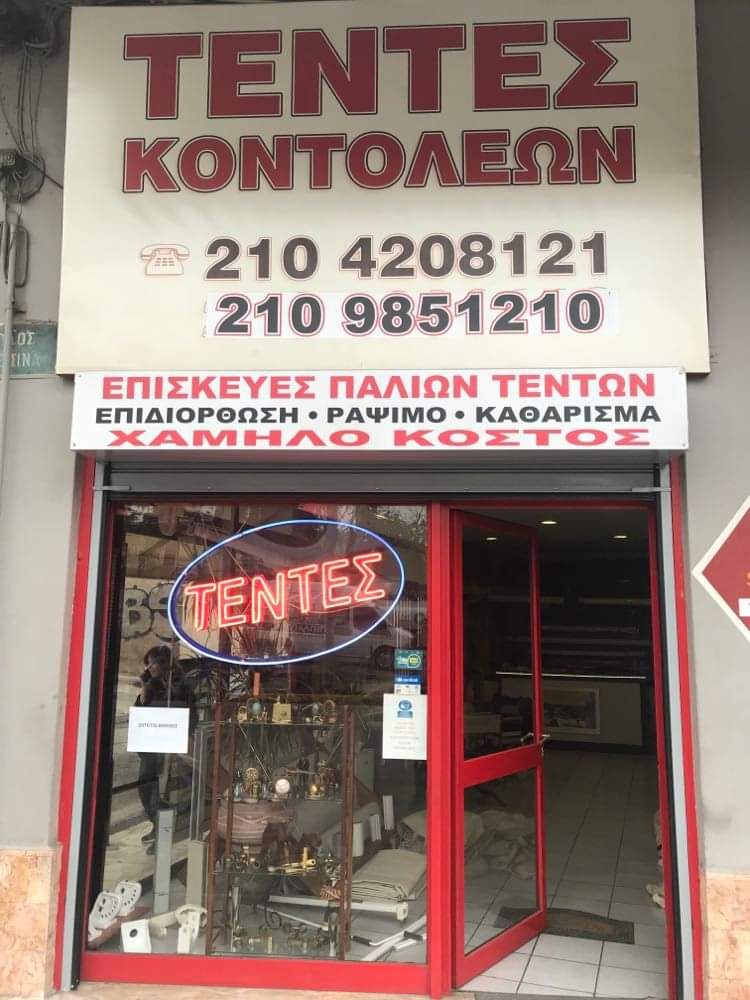 ΤΕΝΤΕΣ
ΚΟΝΤΟΛΕΩΝ
210 4208121
210 9851210
ΕΠΙΣΚΕΥΕΣ ΠΑΛΙΩΝ ΤΕΝΤΩΝ
ΕΠΙΔΙΟΡΘΩΣΗ • ΡΑΨΙΜΟ • ΚΑΘΑΡΙΣΜΑ
ΧΑΜΗΛΟ ΚΟΣΤΟΣ
ΤΕΝΤΕΣ